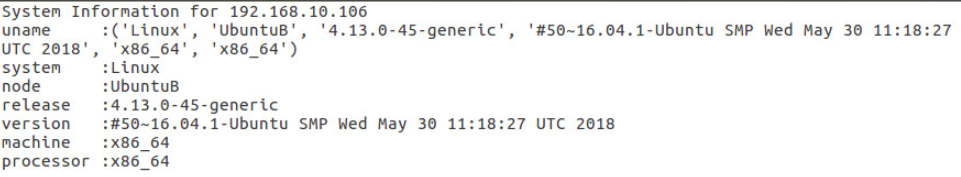 System Information for 192.168.10.106
uname     :('Linux', 'UbuntuB', '4.13.0-45-generic', '#50~16.04.1-Ubuntu SMP Wed May 30 11:18:27
UTC 2018', 'x86_64', 'x86_64')
system    :Linux
node      :UbuntuB
release   :4.13.0-45-generic
version   :#50~16.04.1-Ubuntu SMP Wed May 30 11:18:27 UTC 2018
machine   :x86_64
processor :x86_64